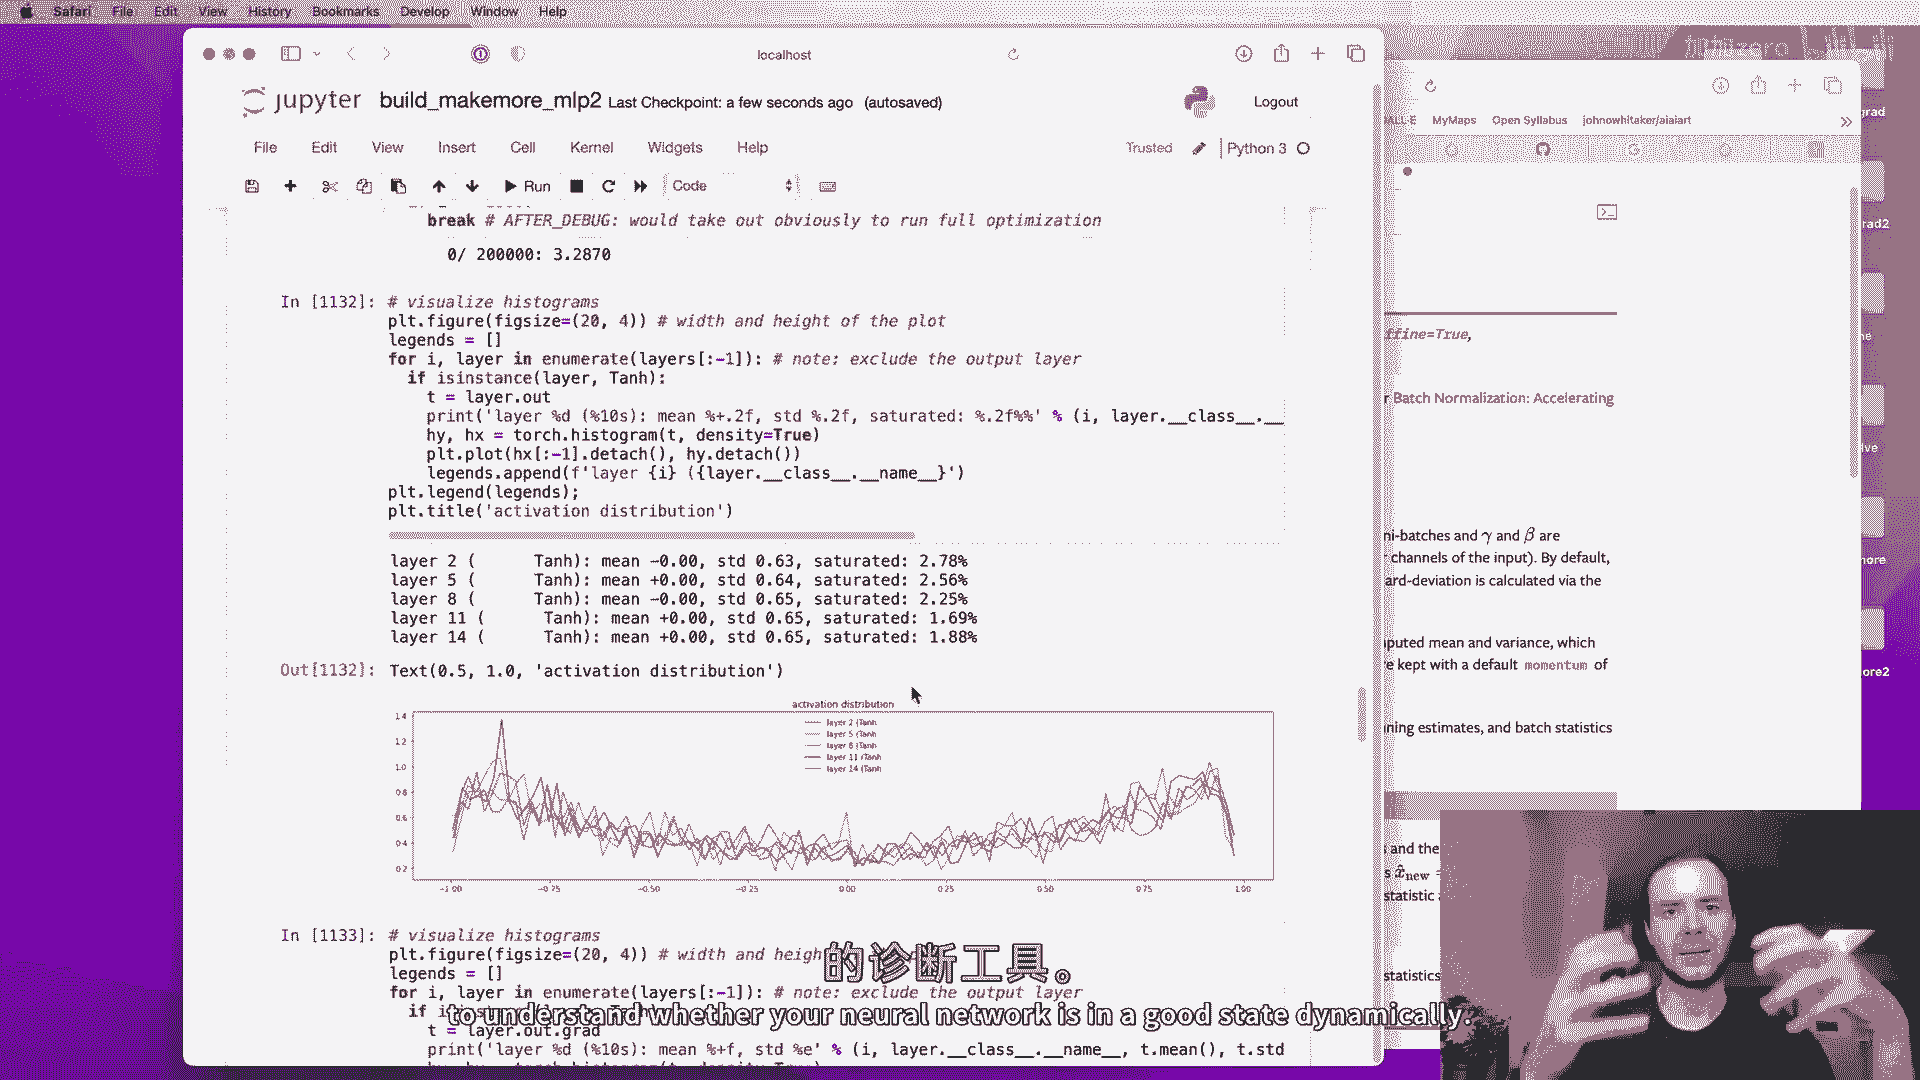 Safari File Edit View History Bookmarks Develop Window Help
localhost
jupyter build_makemore_mlp2 Last Checkpoint: a few seconds ago (autosaved)
Logout
File Edit View Insert Cell Kernel Widgets Help
Trusted Python 3
Run Code
break # AFTER_DEBUG: would take out obviously to run full optimization
0/ 200000: 3.2870
In [1132]: # visualize histograms
plt.figure(figsize=(20, 4)) # width and height of the plot
legends = []
for i, layer in enumerate(layers[:-1]): # note: exclude the output layer
if isinstance(layer, Tanh):
t = layer.out
print('layer %d (%10s): mean %+.2f, std %.2f, saturated: %.2f%%' % (i, layer.__class__.__
hy, hx = torch.histogram(t, density=True)
plt.plot(hx[:-1].detach(), hy.detach())
legends.append(f'layer {i} ({layer.__class__.__name__}')
plt.legend(legends);
plt.title('activation distribution')
layer 2 ( Tanh): mean -0.00, std 0.63, saturated: 2.78%
layer 5 ( Tanh): mean +0.00, std 0.64, saturated: 2.56%
layer 8 ( Tanh): mean -0.00, std 0.65, saturated: 2.25%
layer 11 ( Tanh): mean +0.00, std 0.65, saturated: 1.69%
layer 14 ( Tanh): mean +0.00, std 0.65, saturated: 1.88%
Out[1132]: Text(0.5, 1.0, 'activation distribution')
activation distribution
layer 2 (Tanh
layer 5 (Tanh
layer 8 (Tanh
layer 11 (Tanh
layer 14 (Tanh
1.4
1.2
1.0
0.8
0.6
0.4
0.2
-1.00 -0.75 -0.50 -0.25 0.00 0.25 0.50 0.75 1.00
In [1133]: # visualize histograms
plt.figure(figsize=(20, 4)) # width and heigh
legends = []
for i, layer in enumerate(layers[:-1]): # note: exclude the output layer
t = layer.out.grad
print('layer %d (%10s): mean %+f, std %e' % (i, layer.__class__.__name__, t.mean(), t.std
的诊断工具。
to understand whether your neural network is in a good state dynamically.
MyMaps Open Syllabus johnowhitaker/aiaiart
ffine=True,
r Batch Normalization: Accelerating
ni-batches and γ and β are
channels of the input). By default,
ard-deviation is calculated via the
puted mean and variance, which
e kept with a default momentum of
ning estimates, and batch statistics
and the
statistic
statistics
grad
rad2
ne
ive
more
ore2